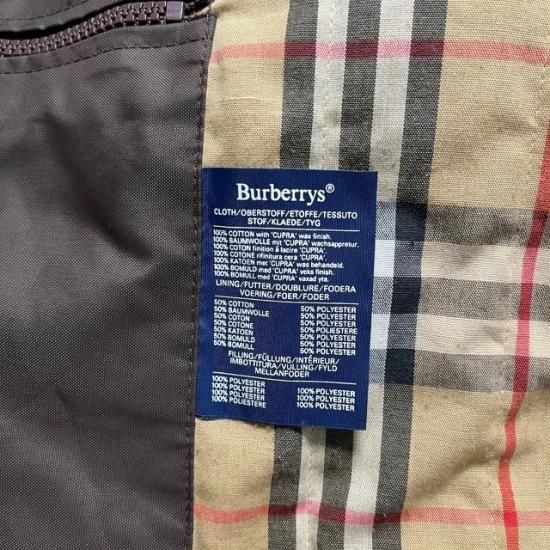 Burberrys®
CLOTH/OBERSTOFF/ETOFFE/TESSUTO
STOF/KLAEDE/TYG
100% COTTON with 'CUPRA' wax finish.
100% BAUMWOLLE mit 'CUPRA' wachsappretur.
100% COTON finition à lacire 'CUPRA'.
100% COTONE rifinitura cera 'CUPRA'.
100% KATOEN met 'CUPRA' was behandeld.
100% BOMULD med 'CUPRA' voks finish.
100% BOMULL med 'CUPRA' vaxad yta.
LINING/FUTTER/DOUBLURE/FODERA
VOERING/FOER/FODER
50% COTTON 50% POLYESTER
50% BAUMWOLLE 50% POLYESTER
50% COTON 50% POLYESTER
50% COTONE 50% POLIESTERE
50% KATOEN 50% POLYESTER
50% BOMULD 50% POLYESTER
50% BOMULL 50% POLYESTER
FILLING/FÜLLUNG/INTÉRIEUR/
IMBOTTITURA/VULLING/FYLD
MELLANFODER
100% POLYESTER
100% POLYESTER 100% POLYESTER
100% POLYESTER 100% POLYESTER
100% POLIESTERE 100% POLYESTER